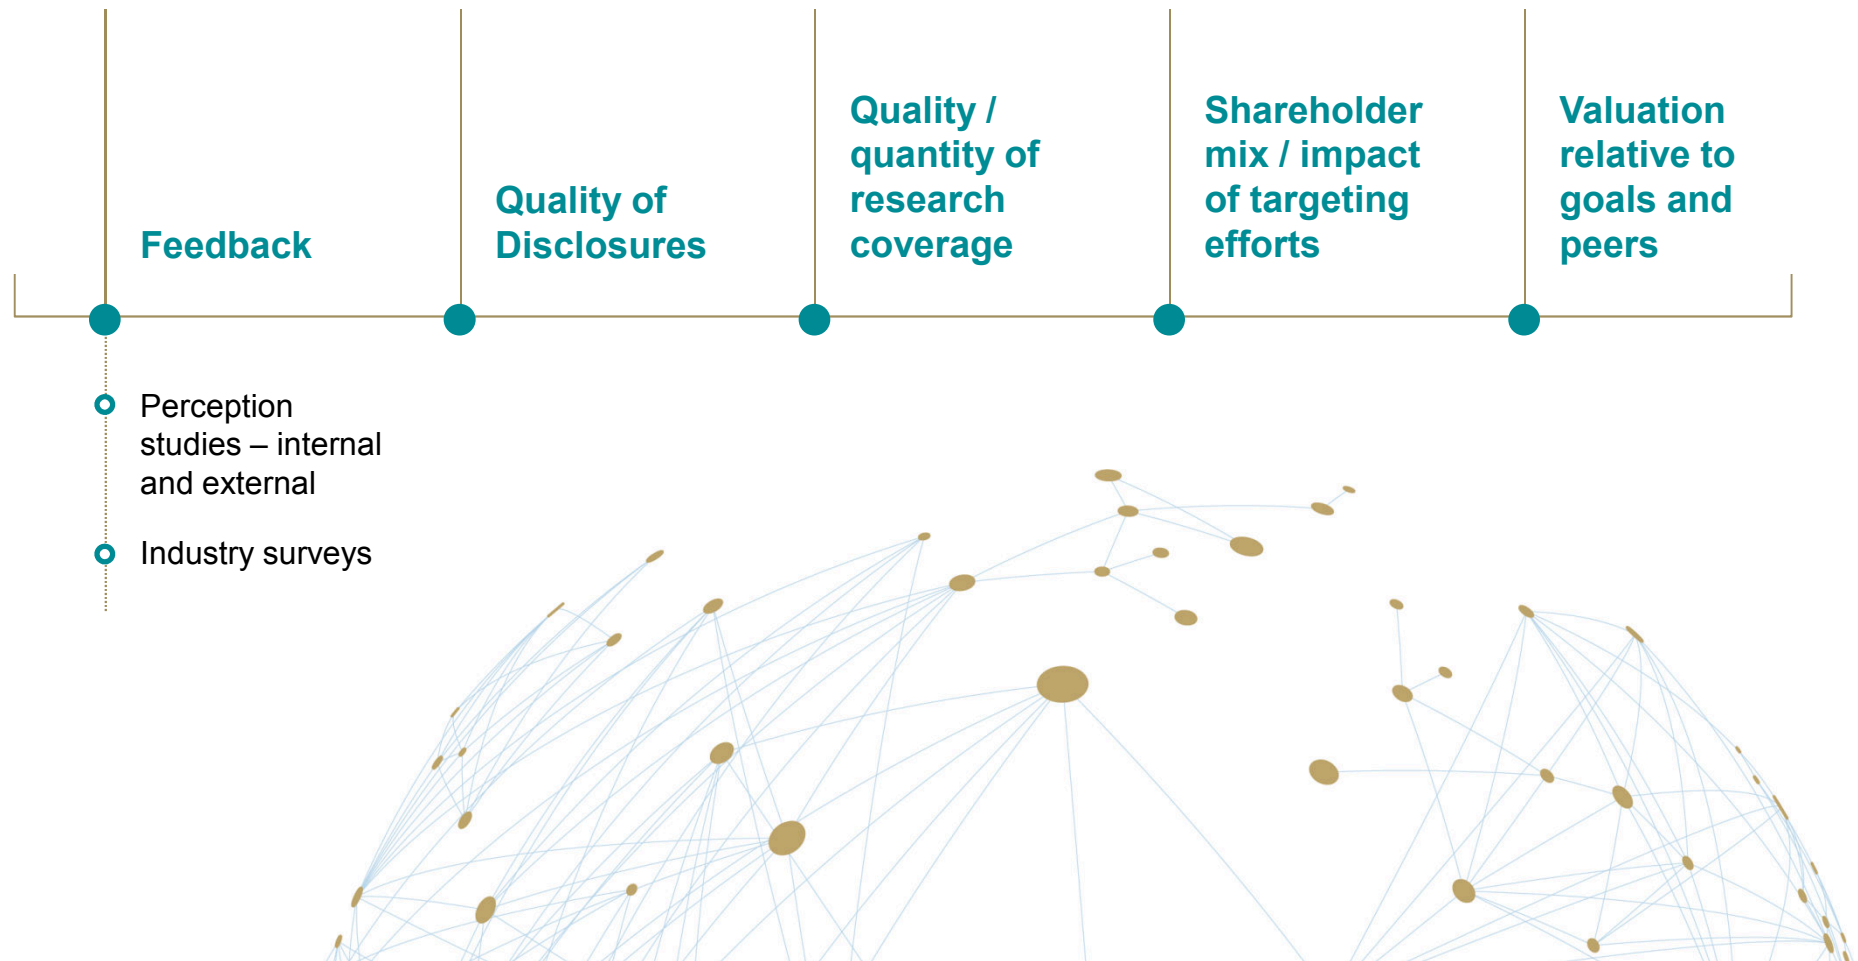 Feedback
Quality of
Disclosures
Quality /
quantity of
research
coverage
Shareholder
mix / impact
of targeting
efforts
Valuation
relative to
goals and
peers
Perception
studies – internal
and external
Industry surveys